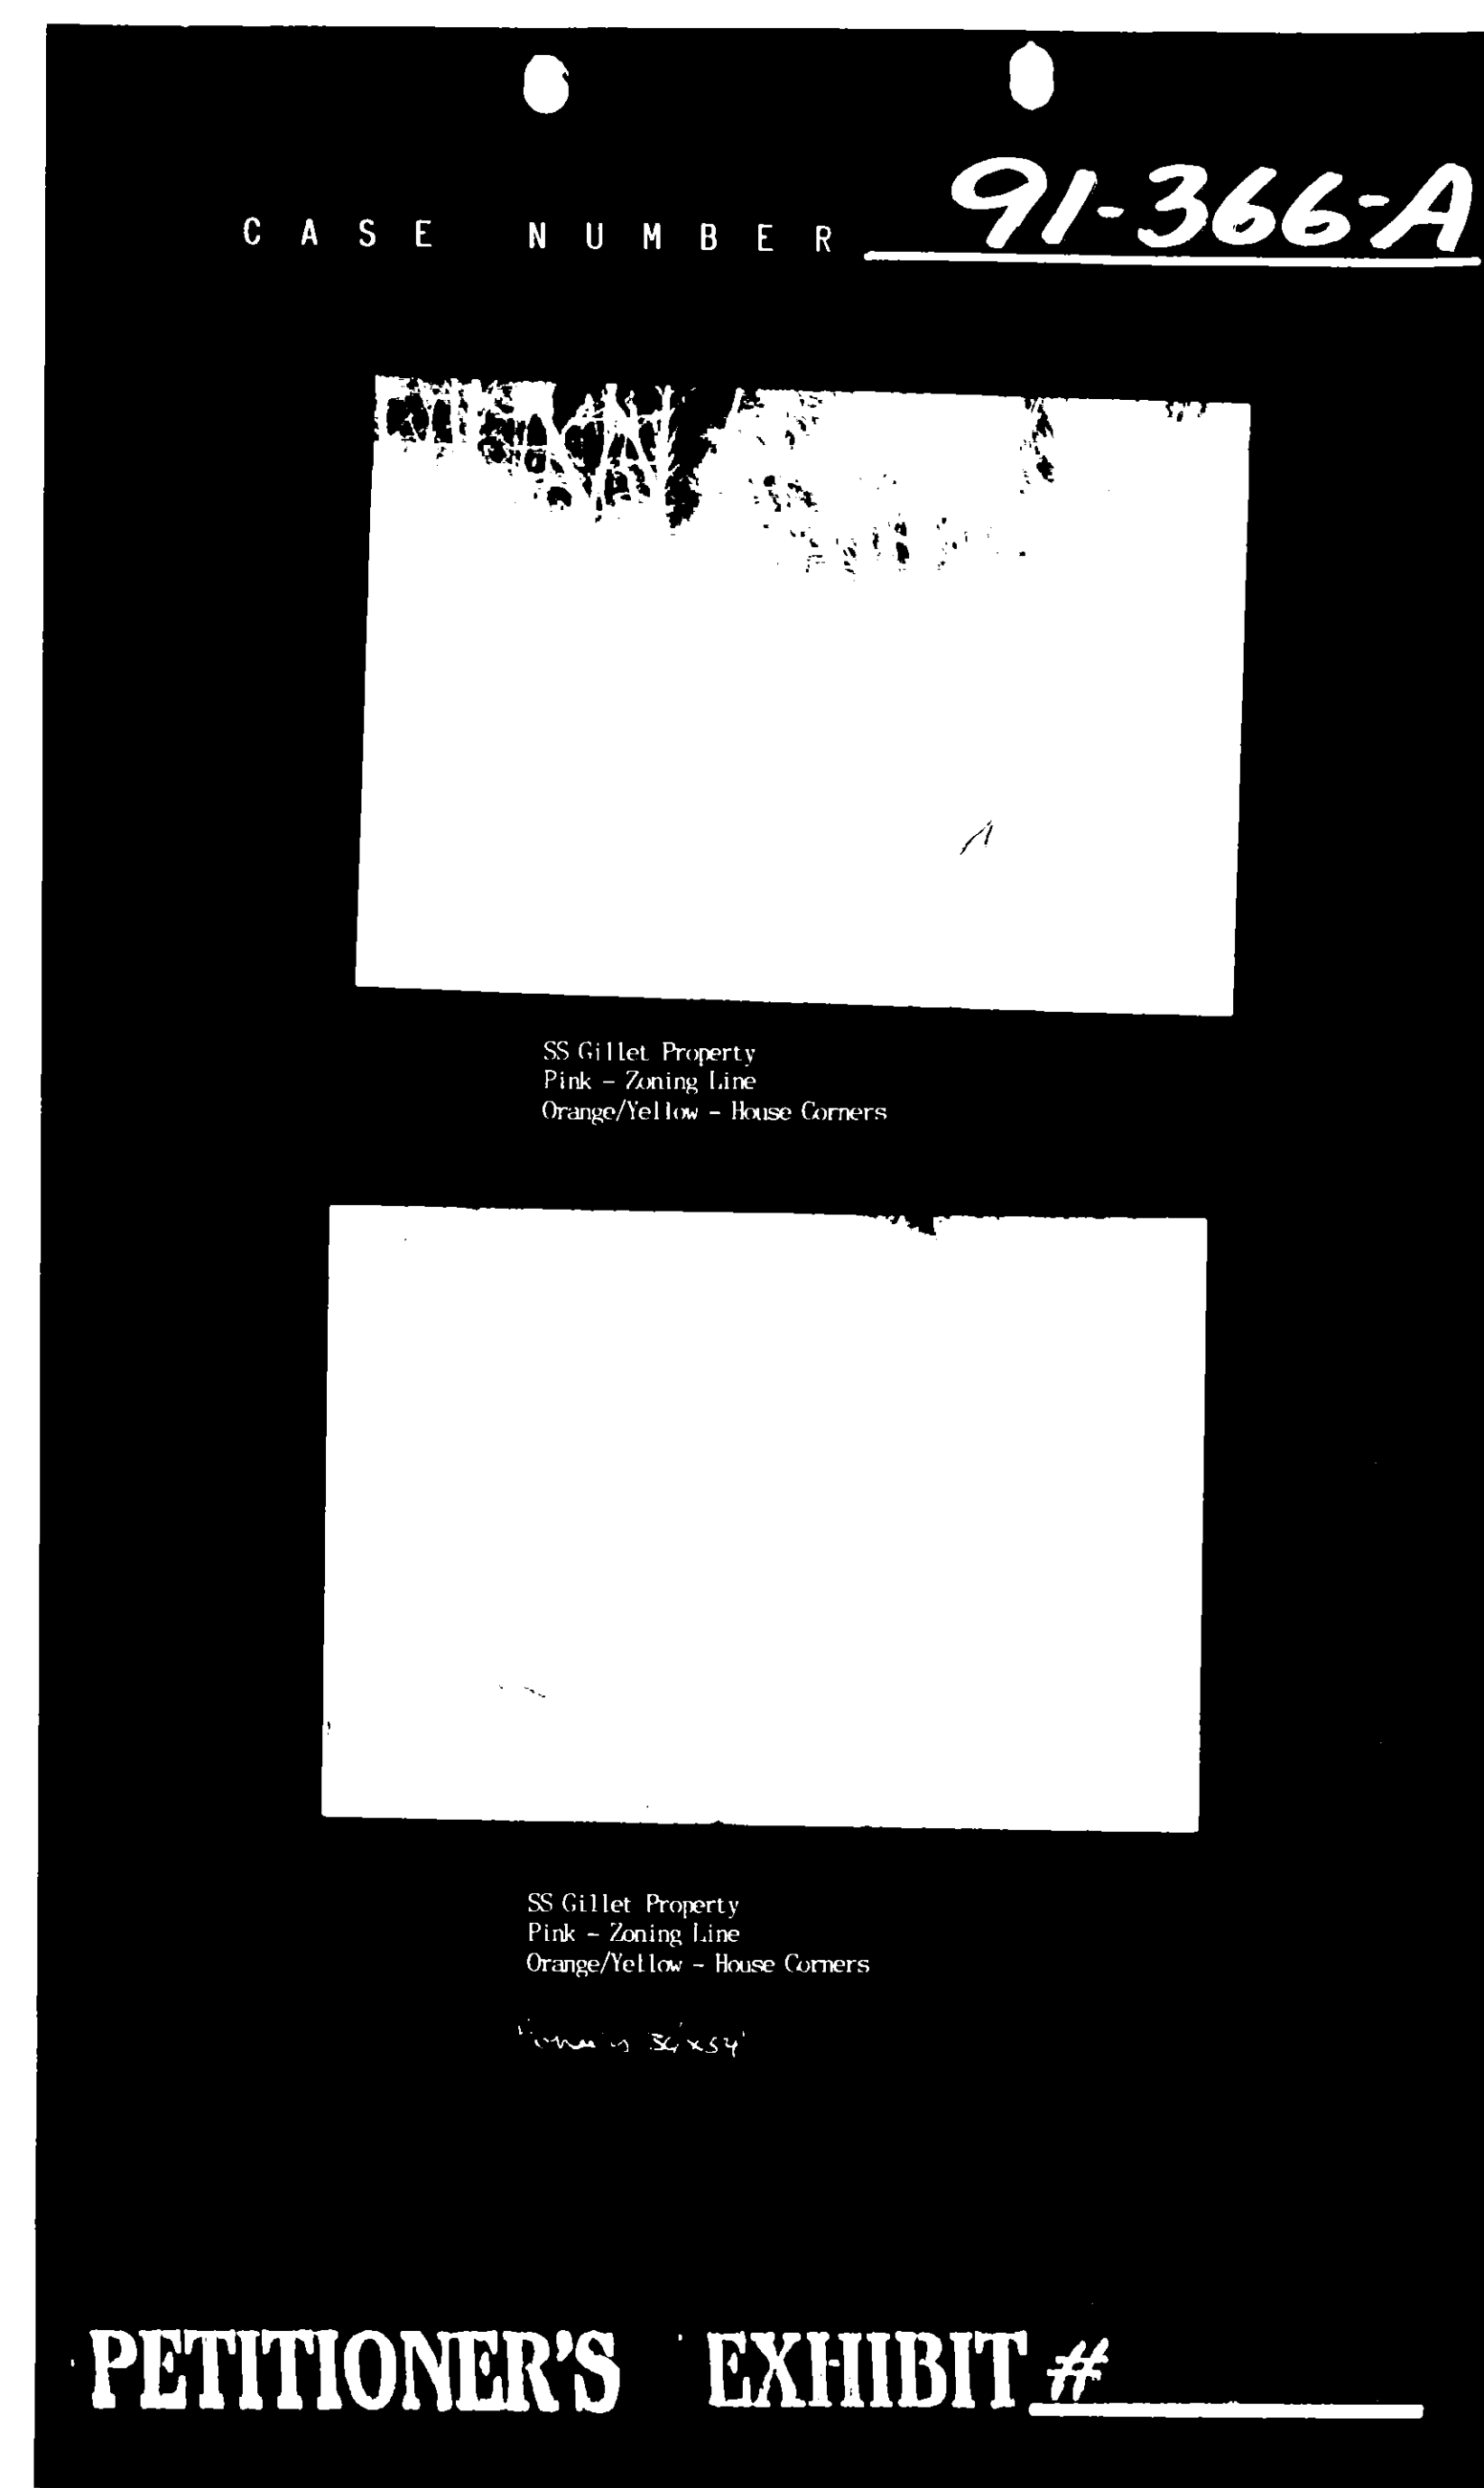 CASE NUMBER 91-366-A
SS Gillet Property
Pink - Zoning Line
Orange/Yellow - House Corners
SS Gillet Property
Pink - Zoning Line
Orange/Yellow - House Corners
x54'
PETITIONER'S EXHIBIT #